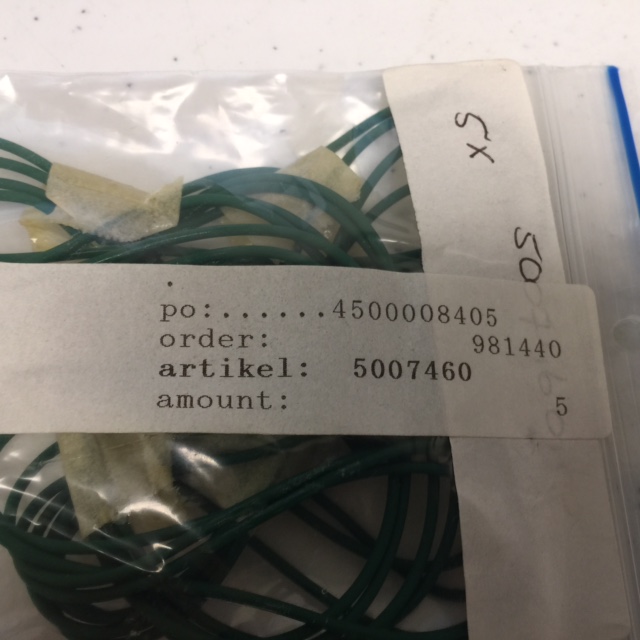 5x
po:......4500008405
order: 981440
artikel: 5007460
amount: 5